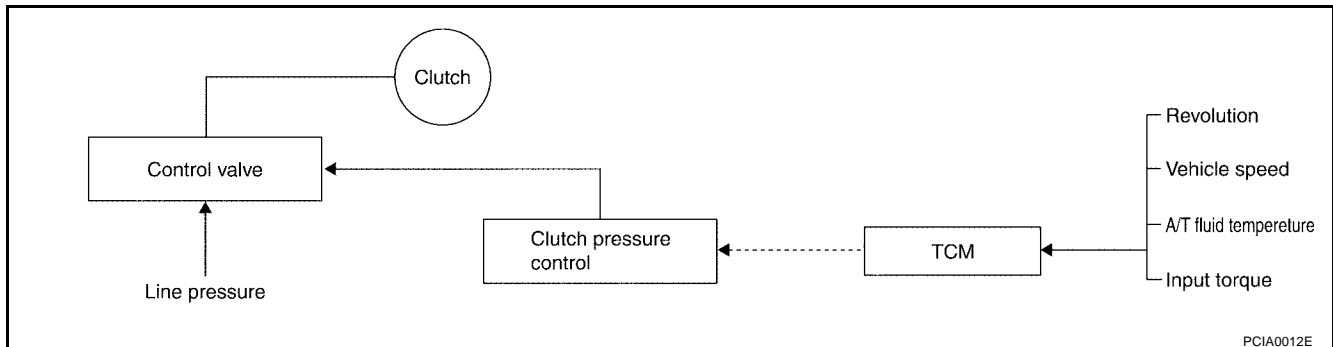 Clutch
Control valve
Line pressure
Clutch pressure
control
TCM
Revolution
Vehicle speed
A/T fluid tempereture
Input torque
PCIA0012E